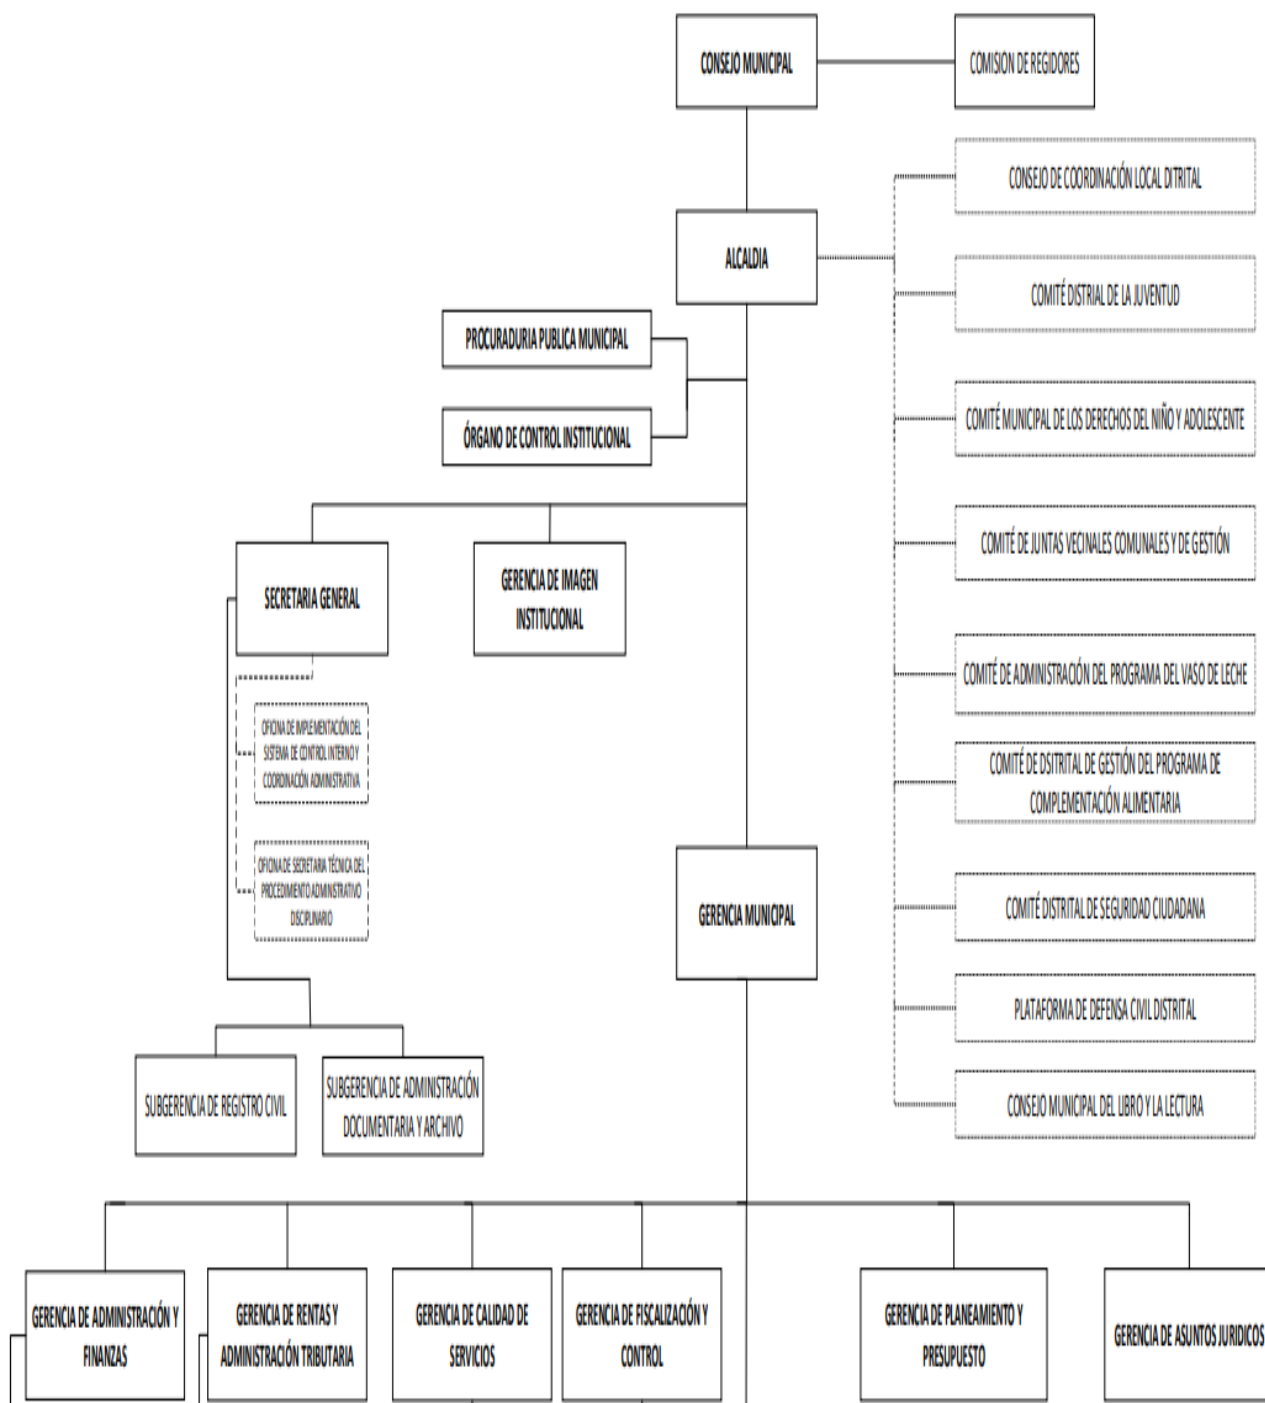 CONSEJO MUNICIPAL
COMISION DE REGIDORES
CONSEJO DE COORDINACIÓN LOCAL DITRITAL
ALCALDIA
COMITÉ DISTRIAL DE LA JUVENTUD
PROCURADURIA PUBLICA MUNICIPAL
COMITÉ MUNICIPAL DE LOS DERECHOS DEL NIÑO Y ADOLESCENTE
ÓRGANO DE CONTROL INSTITUCIONAL
COMITÉ DE JUNTAS VECINALES COMUNALES Y DE GESTIÓN
SECRETARIA GENERAL
GERENCIA DE IMAGEN
INSTITUCIONAL
COMITÉ DE ADMINISTRACIÓN DEL PROGRAMA DEL VASO DE LECHE
OFICINA DE IMPLEMENTACIÓN DEL
SISTEMA DE CONTROL INTERNO Y
COORDINACIÓN ADMINISTRATIVA
COMITÉ DE DSITRITAL DE GESTIÓN DEL PROGRAMA DE
COMPLEMENTACIÓN ALIMENTARIA
OFICINA DE SECRETARIA TÉCNICA DEL
PROCEDIMIENTO ADMINISTRATIVO
DISCIPLINARIO
GERENCIA MUNICIPAL
COMITÉ DISTRITAL DE SEGURIDAD CIUDADANA
PLATAFORMA DE DEFENSA CIVIL DISTRITAL
SUBGERENCIA DE REGISTRO CIVIL
SUBGERENCIA DE ADMINISTRACIÓN
DOCUMENTARIA Y ARCHIVO
CONSEJO MUNICIPAL DEL LIBRO Y LA LECTURA
GERENCIA DE ADMINISTRACIÓN Y
FINANZAS
GERENCIA DE RENTAS Y
ADMINISTRACIÓN TRIBUTARIA
GERENCIA DE CALIDAD DE
SERVICIOS
GERENCIA DE FISCALIZACIÓN Y
CONTROL
GERENCIA DE PLANEAMIENTO Y
PRESUPUESTO
GERENCIA DE ASUNTOS JURIDICOS